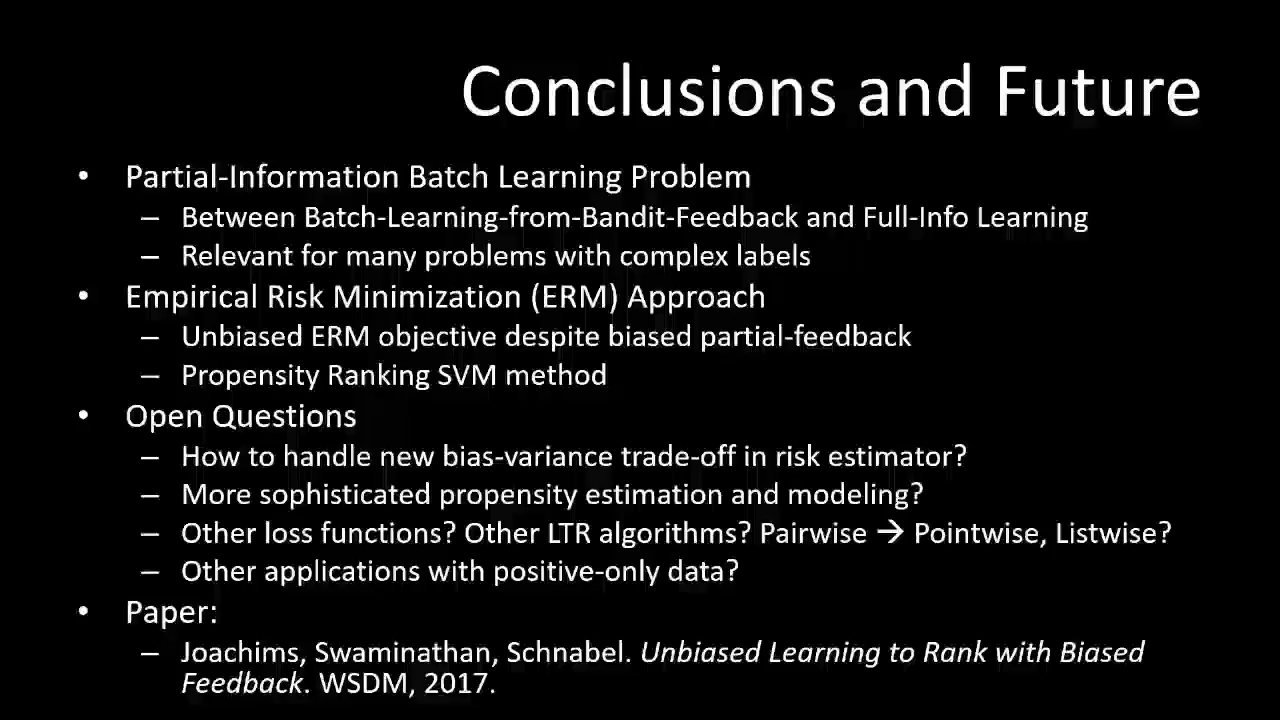 Conclusions and Future
• Partial-Information Batch Learning Problem
– Between Batch-Learning-from-Bandit-Feedback and Full-Info Learning
– Relevant for many problems with complex labels
• Empirical Risk Minimization (ERM) Approach
– Unbiased ERM objective despite biased partial-feedback
– Propensity Ranking SVM method
• Open Questions
– How to handle new bias-variance trade-off in risk estimator?
– More sophisticated propensity estimation and modeling?
– Other loss functions? Other LTR algorithms? Pairwise → Pointwise, Listwise?
– Other applications with positive-only data?
• Paper:
– Joachims, Swaminathan, Schnabel. Unbiased Learning to Rank with Biased
Feedback. WSDM, 2017.